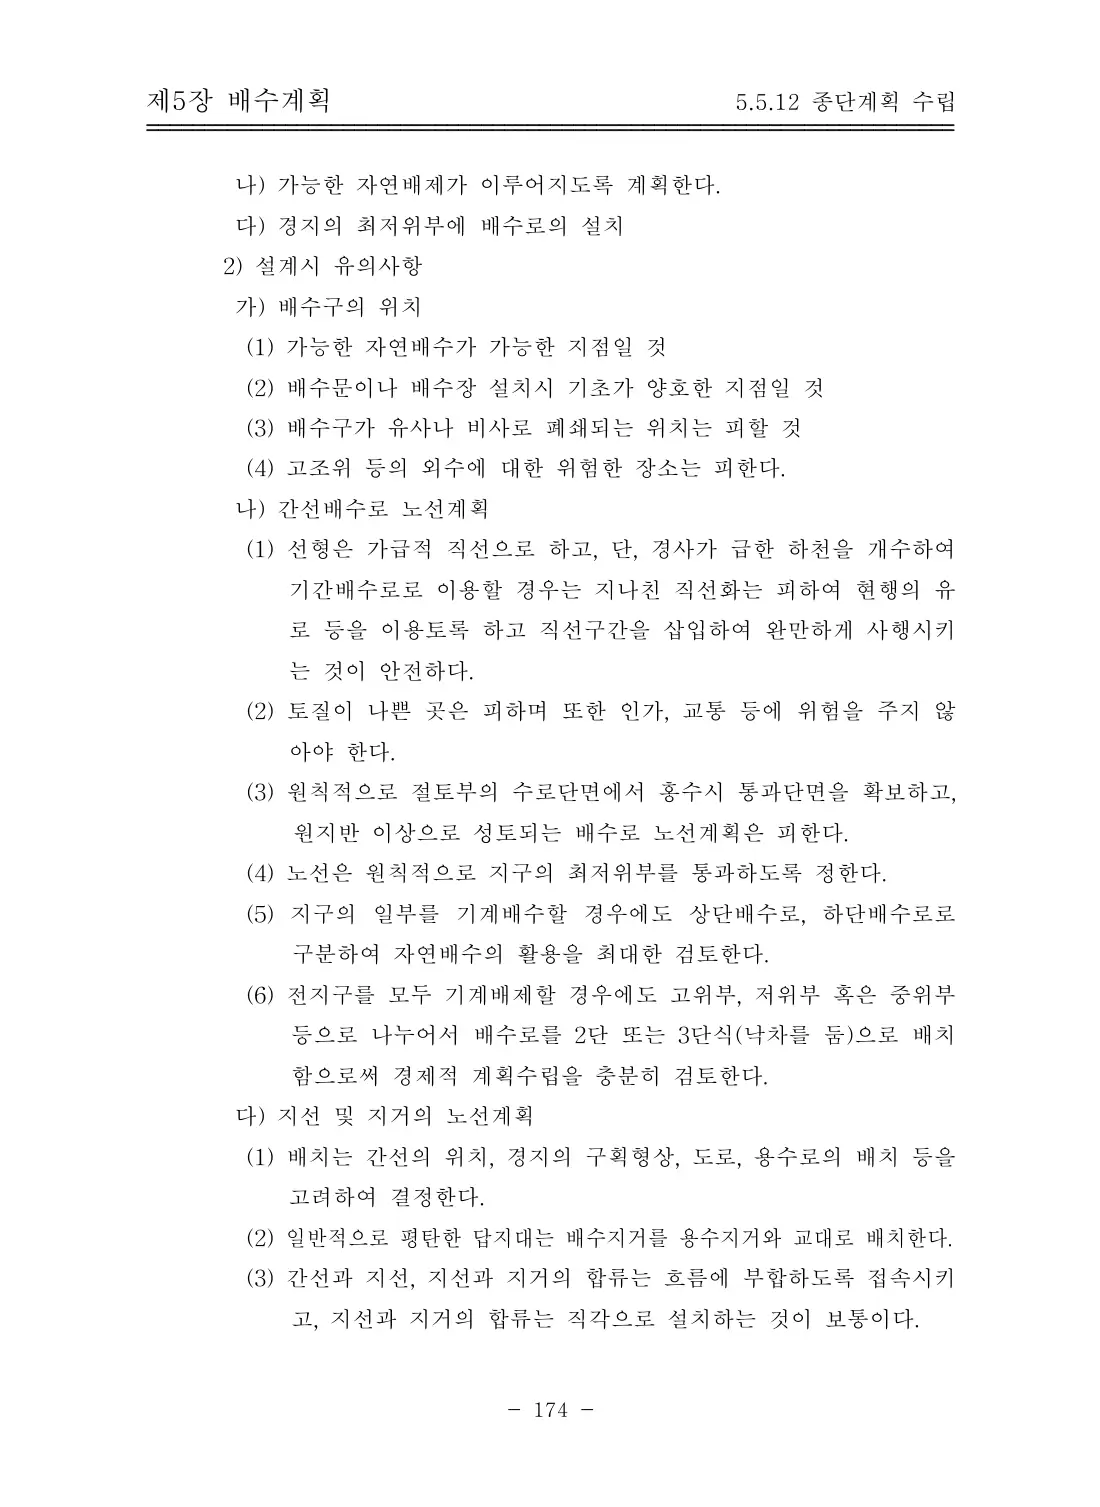 제5장 배수계획
5.5.12 종단계획 수립
나) 가능한 자연배제가 이루어지도록 계획한다.
다) 경지의 최저위부에 배수로의 설치
2) 설계시 유의사항
가) 배수구의 위치
(1) 가능한 자연배수가 가능한 지점일 것
(2) 배수문이나 배수장 설치시 기초가 양호한 지점일 것
(3) 배수구가 유사나 비사로 폐쇄되는 위치는 피할 것
(4) 고조위 등의 외수에 대한 위험한 장소는 피한다.
나) 간선배수로 노선계획
(1) 선형은 가급적 직선으로 하고, 단, 경사가 급한 하천을 개수하여
기간배수로로 이용할 경우는 지나친 직선화는 피하여 현행의 유
로 등을 이용토록 하고 직선구간을 삽입하여 완만하게 사행시키
는 것이 안전하다.
(2) 토질이 나쁜 곳은 피하며 또한 인가, 교통 등에 위험을 주지 않
아야 한다.
(3) 원칙적으로 절토부의 수로단면에서 홍수시 통과단면을 확보하고,
원지반 이상으로 성토되는 배수로 노선계획은 피한다.
(4) 노선은 원칙적으로 지구의 최저위부를 통과하도록 정한다.
(5) 지구의 일부를 기계배수할 경우에도 상단배수로, 하단배수로로
구분하여 자연배수의 활용을 최대한 검토한다.
(6) 전지구를 모두 기계배제할 경우에도 고위부, 저위부 혹은 중위부
등으로 나누어서 배수로를 2단 또는 3단식(낙차를 둠)으로 배치
함으로써 경제적 계획수립을 충분히 검토한다.
다) 지선 및 지거의 노선계획
(1) 배치는 간선의 위치, 경지의 구획형상, 도로, 용수로의 배치 등을
고려하여 결정한다.
(2) 일반적으로 평탄한 답지대는 배수지거를 용수지거와 교대로 배치한다.
(3) 간선과 지선, 지선과 지거의 합류는 흐름에 부합하도록 접속시키
고, 지선과 지거의 합류는 직각으로 설치하는 것이 보통이다.
- 174 -